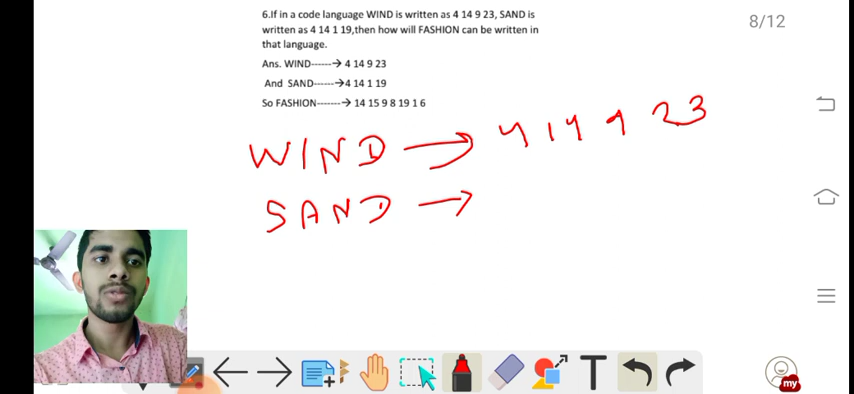 8/12
6.If in a code language WIND is written as 4 14 9 23, SAND is
written as 4 14 1 19,then how will FASHION can be written in
that language.
Ans. WIND------→ 4 14 9 23
And SAND------→4 14 1 19
So FASHION-------→ 14 15 9 8 19 1 6
WIND → 4 14 9 23
SAND →
T
my